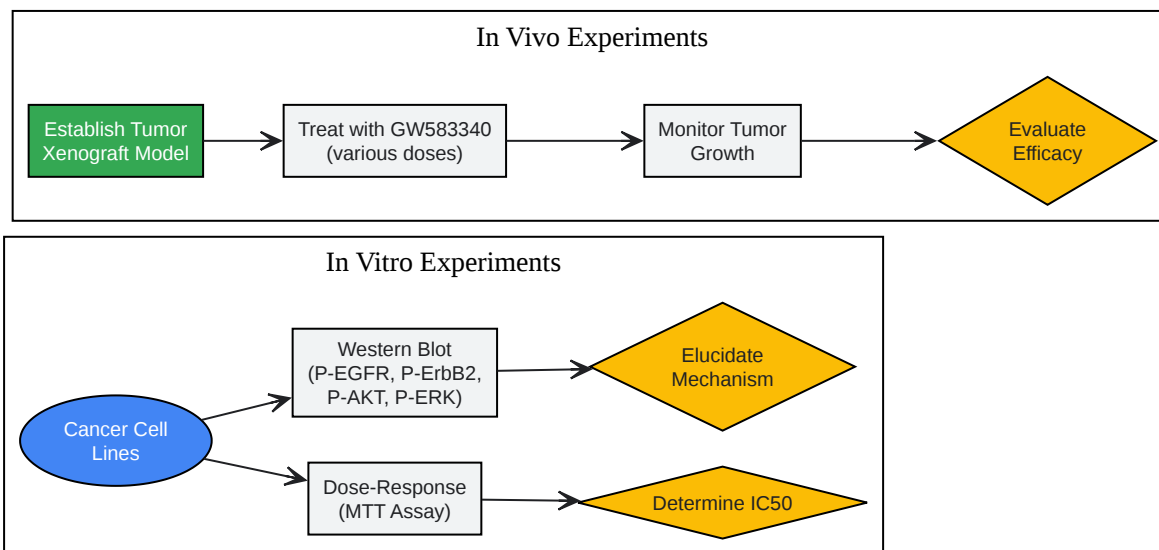 In Vivo Experiments
Establish Tumor
Xenograft Model
Treat with GW583340
(various doses)
Monitor Tumor
Growth
Evaluate
Efficacy
In Vitro Experiments
Cancer Cell
Lines
Western Blot
(P-EGFR, P-ErbB2,
P-AKT, P-ERK)
Elucidate
Mechanism
Dose-Response
(MTT Assay)
Determine IC50